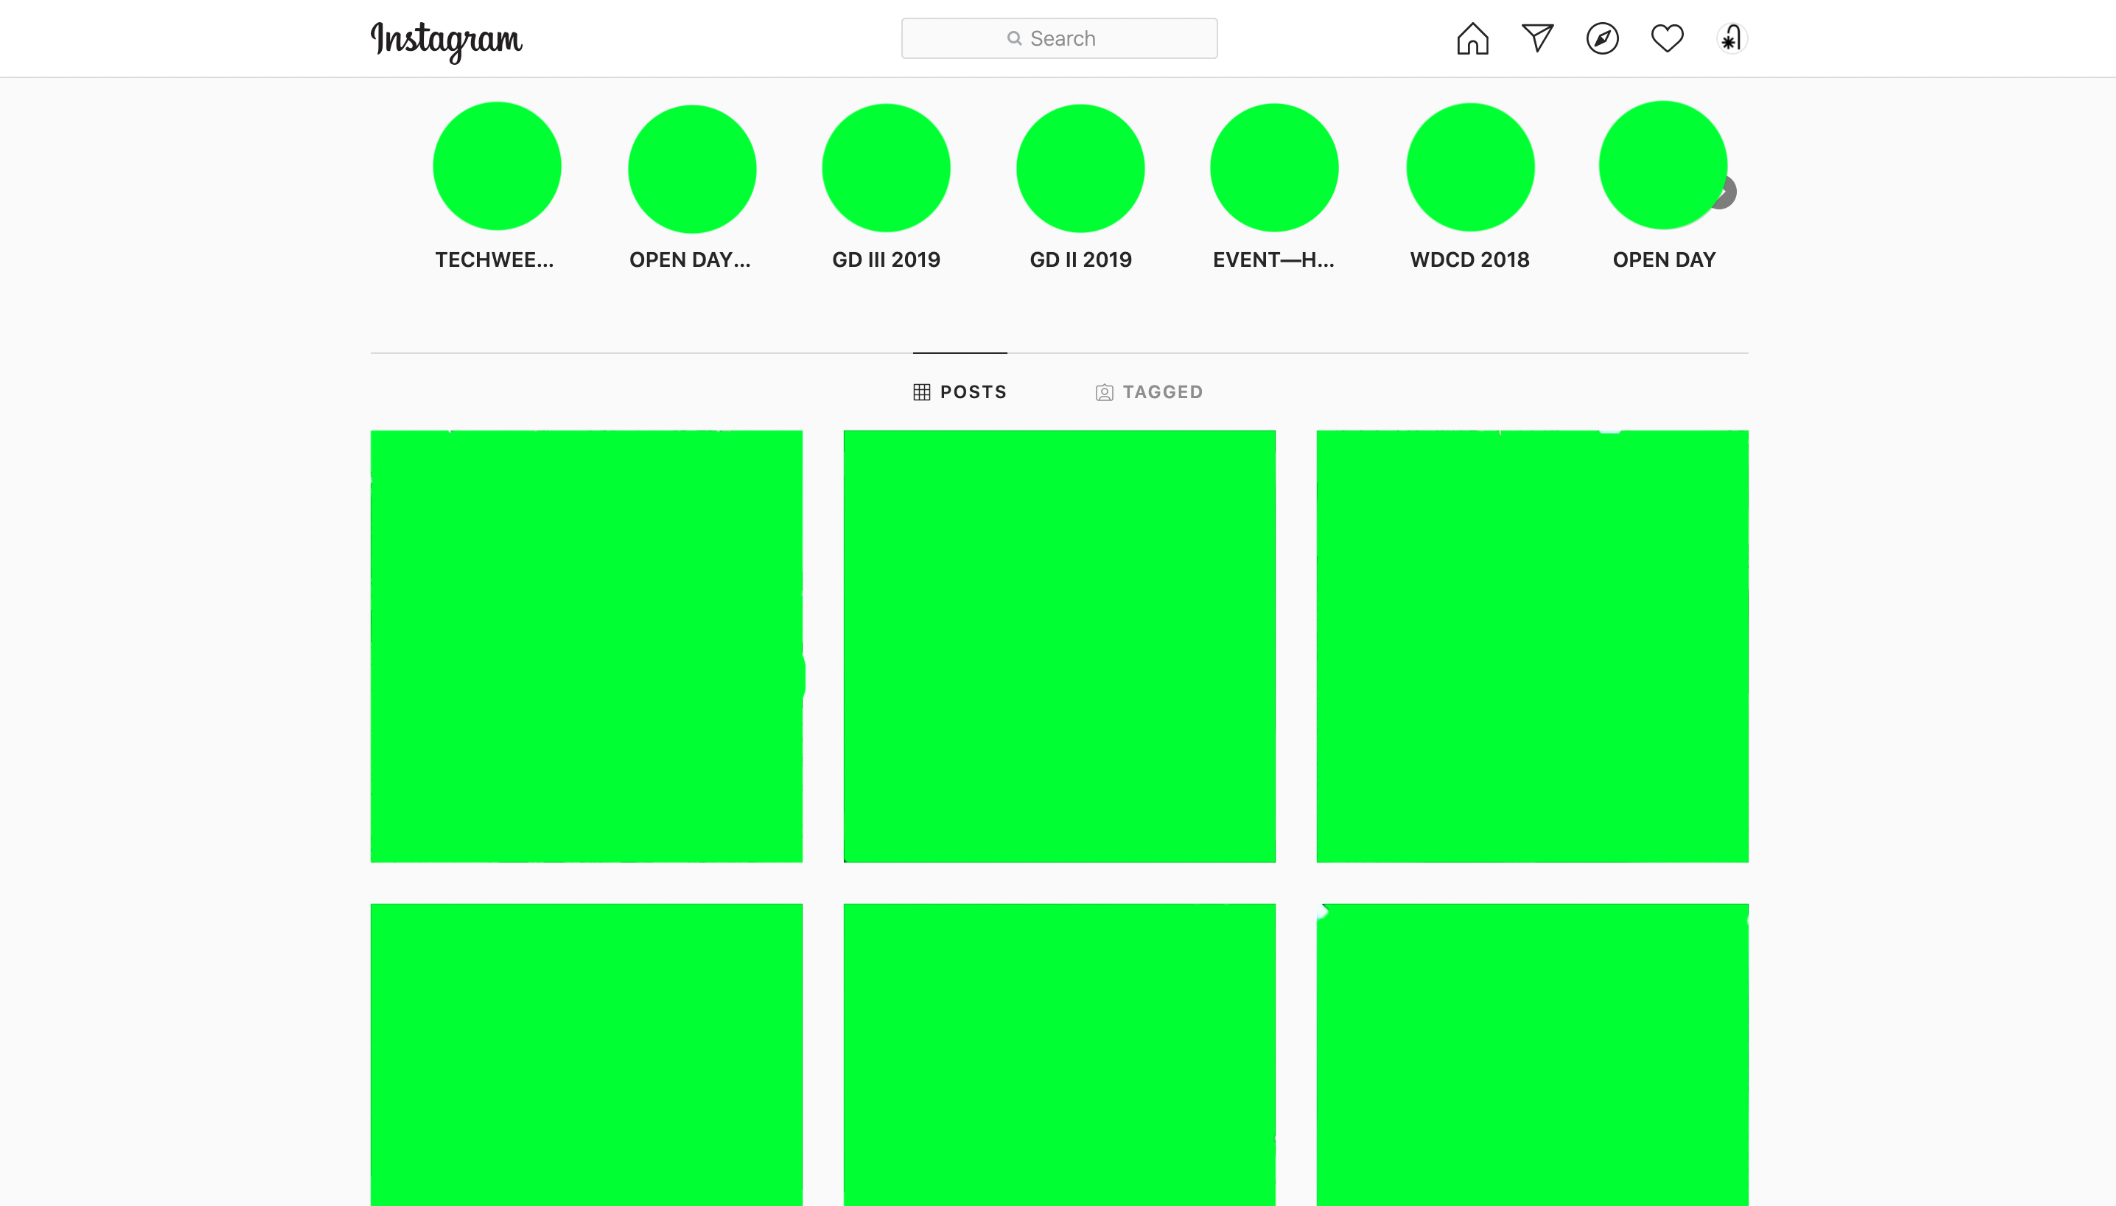 Instagram
Search
TECHWEE...
OPEN DAY...
GD III 2019
GD II 2019
EVENT—H...
WDCD 2018
OPEN DAY
POSTS
TAGGED